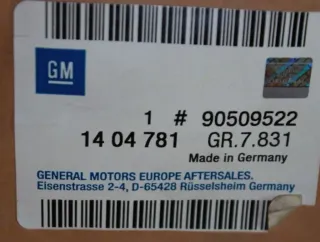 GM
1 # 90509522
14 04 781 GR.7.831
Made in Germany
GENERAL MOTORS EUROPE AFTERSALES.
Eisenstrasse 2-4, D-65428 Rüsselsheim Germany